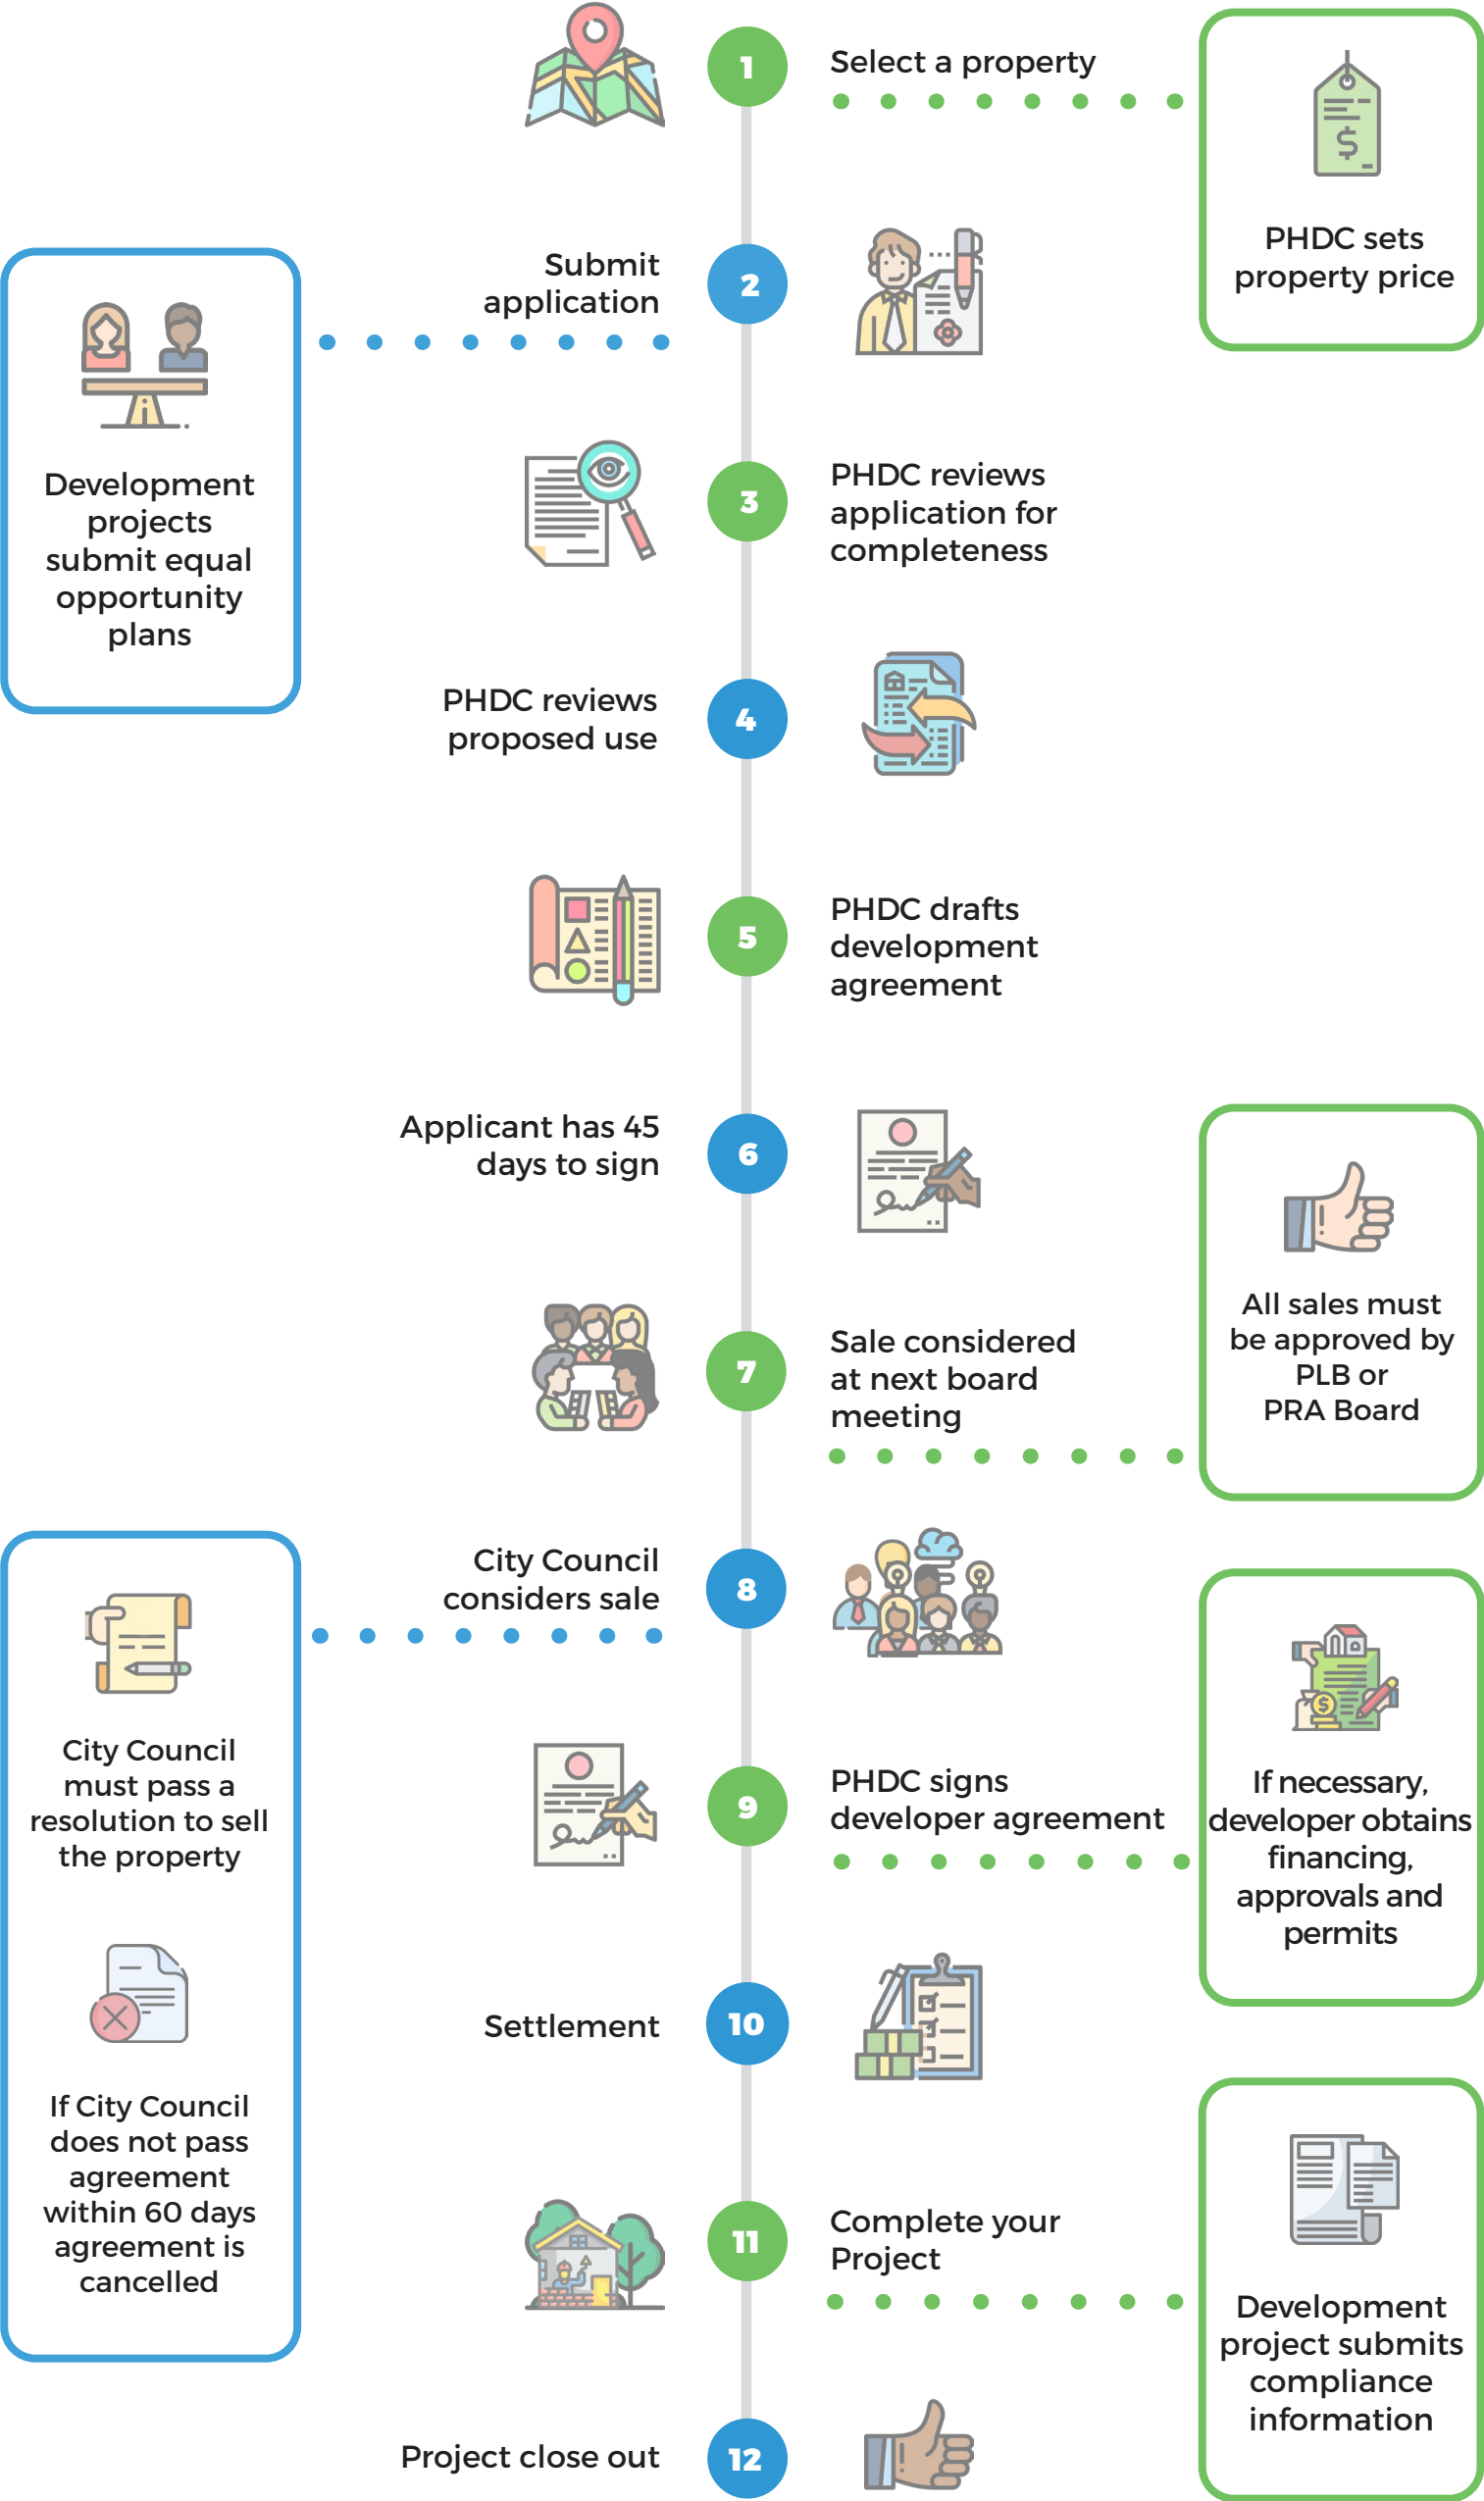 1
Select a property
PHDC sets
property price
2
Submit
application
Development
projects
submit equal
opportunity
plans
3
PHDC reviews
application for
completeness
4
PHDC reviews
proposed use
5
PHDC drafts
development
agreement
6
Applicant has 45
days to sign
7
Sale considered
at next board
meeting
All sales must
be approved by
PLB or
PRA Board
8
City Council
considers sale
City Council
must pass a
resolution to sell
the property
If City Council
does not pass
agreement
within 60 days
agreement is
cancelled
9
PHDC signs
developer agreement
If necessary,
developer obtains
financing,
approvals and
permits
10
Settlement
11
Complete your
Project
Development
project submits
compliance
information
12
Project close out